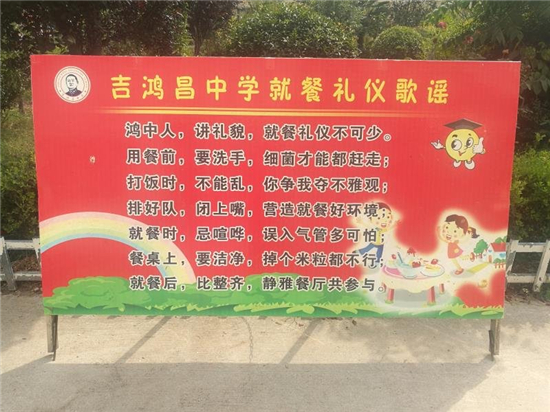 吉鸿昌中学就餐礼仪歌谣
鸿中人，讲礼貌，就餐礼仪不可少；
用餐前，要洗手，细菌才能都赶走；
打饭时，不能乱，你争我夺不雅观；
排好队，闭上嘴，营造就餐好环境
就餐时，忌喧哗，误入气管多可怕
餐桌上，要洁净，掉个米粒都不行；
就餐后，比整齐，静雅餐厅共参与。